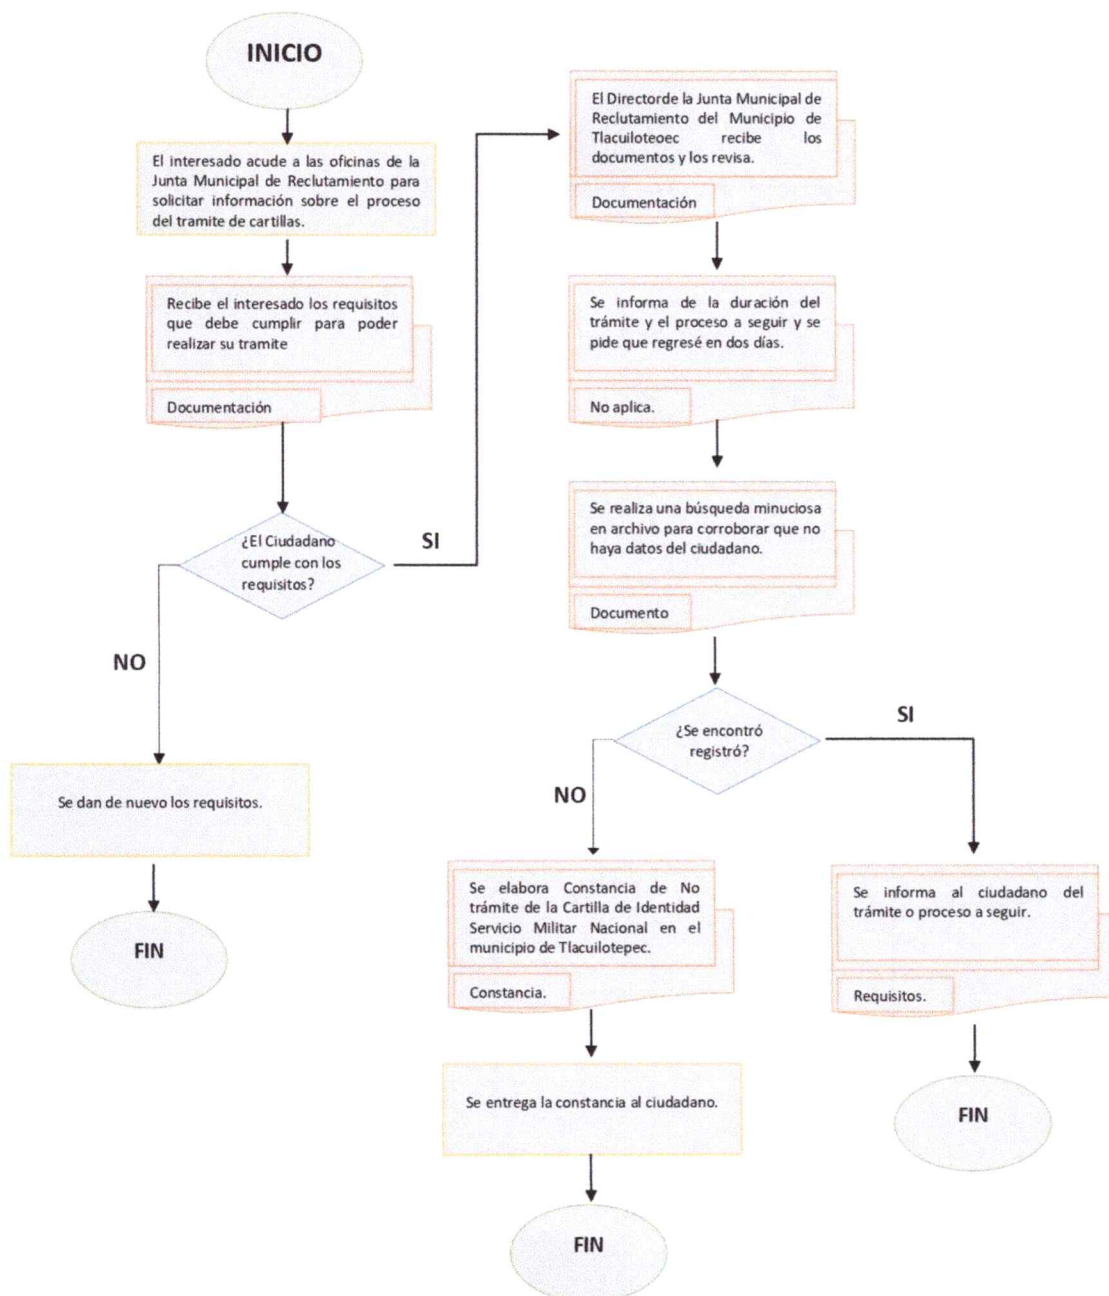 INICIO
El interesado acude a las oficinas de la
Junta Municipal de Reclutamiento para
solicitar información sobre el proceso
del tramite de cartillas.
Recibe el interesado los requisitos
que debe cumplir para poder
realizar su tramite
Documentación
¿El Ciudadano
cumple con los
requisitos?
SI
NO
Se dan de nuevo los requisitos.
FIN
El Directorde la Junta Municipal de
Reclutamiento del Municipio de
Tlacuiloteoec recibe los
documentos y los revisa.
Documentación
Se informa de la duración del
trámite y el proceso a seguir y se
pide que regresé en dos días.
No aplica.
Se realiza una búsqueda minuciosa
en archivo para corroborar que no
haya datos del ciudadano.
Documento
¿Se encontró
registró?
SI
NO
Se elabora Constancia de No
trámite de la Cartilla de Identidad
Servicio Militar Nacional en el
municipio de Tlacuilotepec.
Constancia.
Se entrega la constancia al ciudadano.
FIN
Se informa al ciudadano del
trámite o proceso a seguir.
Requisitos.
FIN